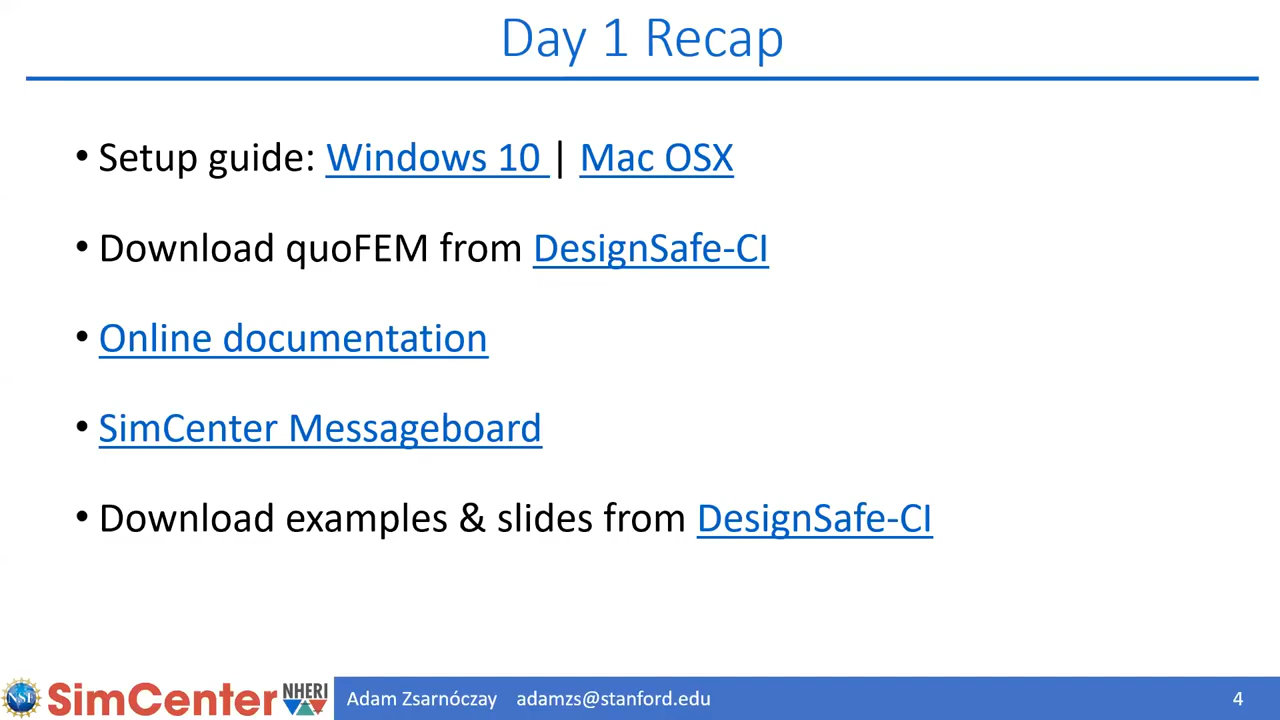 Day 1 Recap
• Setup guide: Windows 10 | Mac OSX
• Download quoFEM from DesignSafe-CI
• Online documentation
• SimCenter Messageboard
• Download examples & slides from DesignSafe-CI
NSF SimCenter NHERI Adam Zsarnóczay adamzs@stanford.edu 4